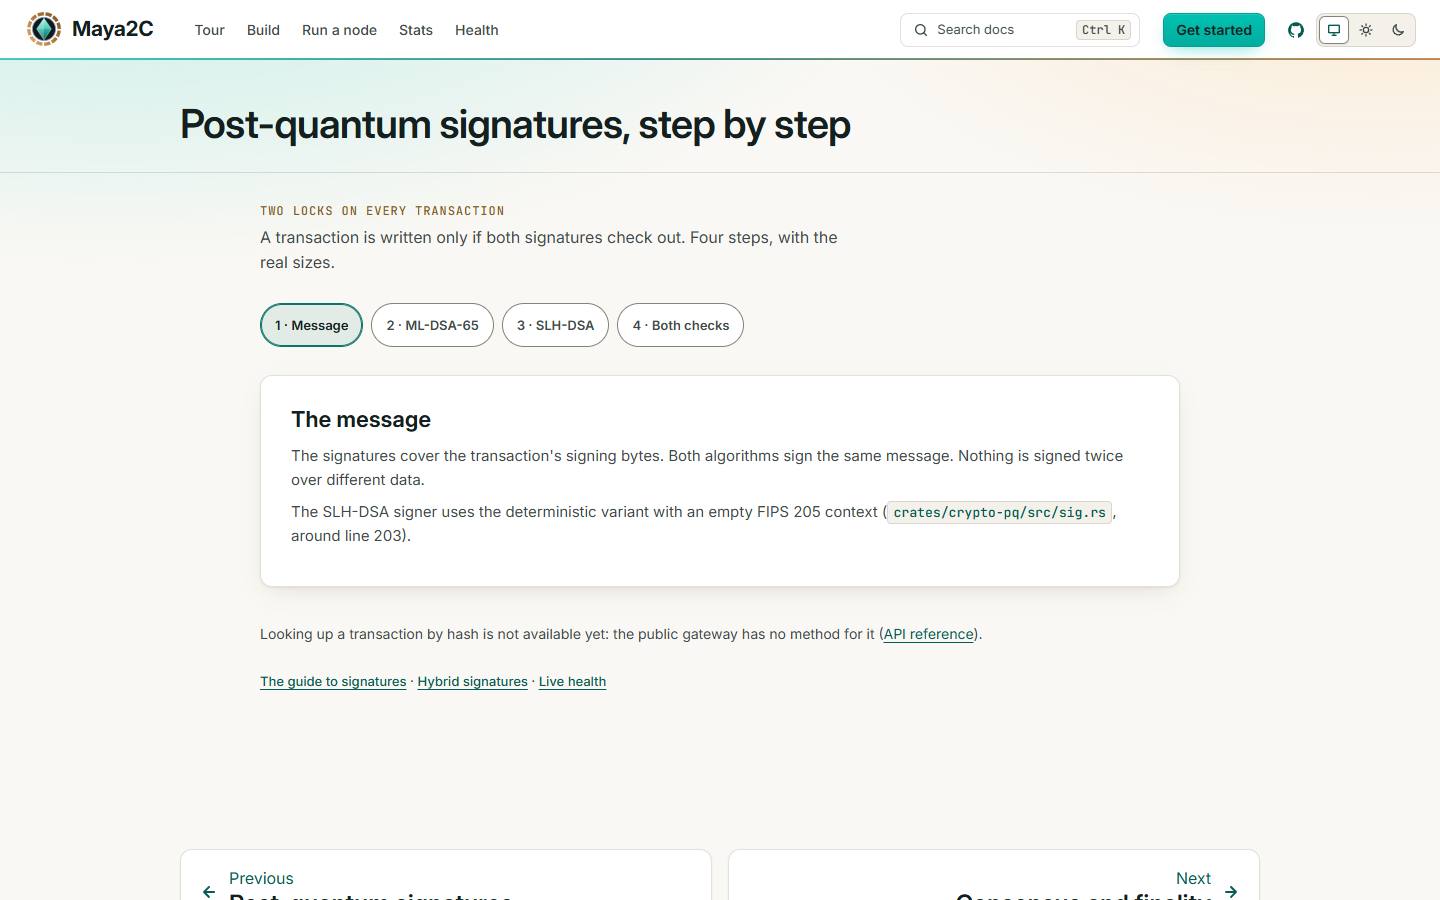 Maya2C
Tour
Build
Run a node
Stats
Health
Search docs
Ctrl K
Get started
Post-quantum signatures, step by step
TWO LOCKS ON EVERY TRANSACTION
A transaction is written only if both signatures check out. Four steps, with the
real sizes.
1 · Message
2 · ML-DSA-65
3 · SLH-DSA
4 · Both checks
The message
The signatures cover the transaction's signing bytes. Both algorithms sign the same message. Nothing is signed twice
over different data.
The SLH-DSA signer uses the deterministic variant with an empty FIPS 205 context (crates/crypto-pq/src/sig.rs,
around line 203).
Looking up a transaction by hash is not available yet: the public gateway has no method for it (API reference).
The guide to signatures · Hybrid signatures · Live health
Previous
Post-quantum signatures
Next
Consensus and finality